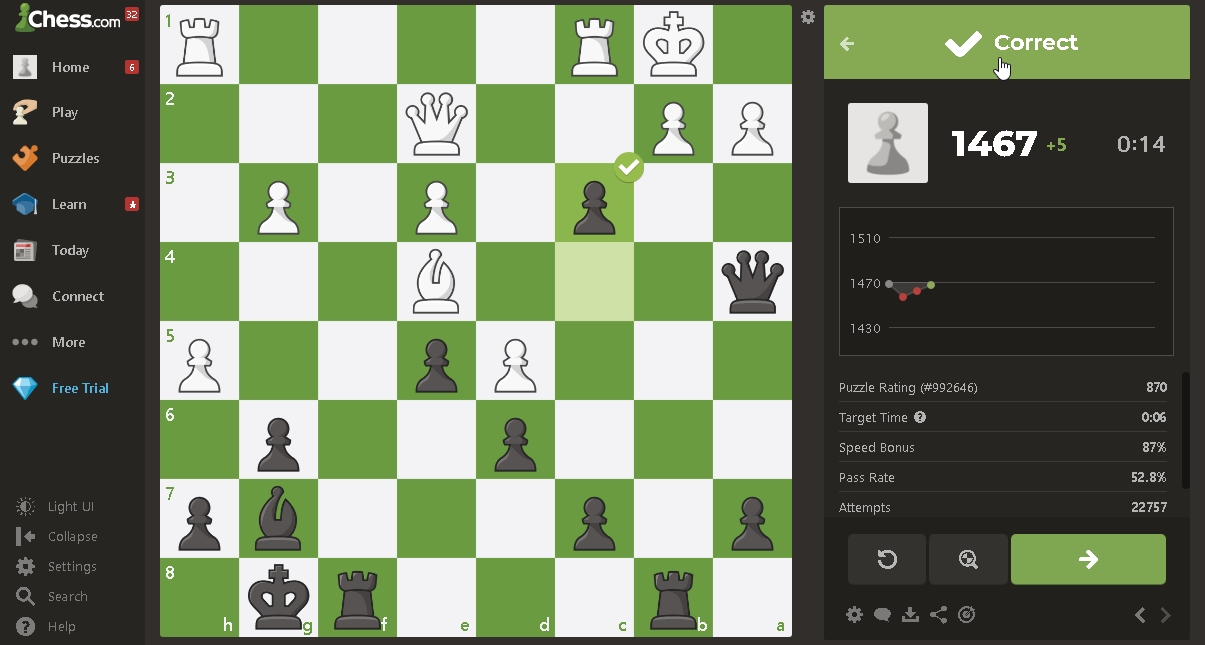 Chess.com 32
Home 6
Play
Puzzles
Learn
Today
Connect
More
Free Trial
Light UI
Collapse
Settings
Search
Help
1
2
3
4
5
6
7
8
h g f e d c b a
Correct
1467 +5 0:14
1510
1470
1430
Puzzle Rating (#992646) 870
Target Time ? 0:06
Speed Bonus 87%
Pass Rate 52.8%
Attempts 22757